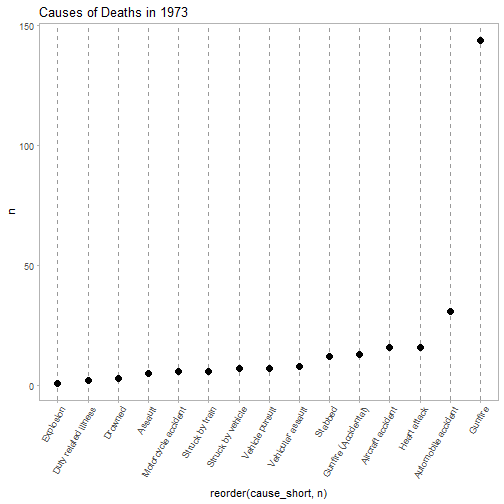 Causes of Deaths in 1973
150
100
50
0
n
Explosion
Duty related illness
Drowned
Assault
Motorcycle accident
Struck by train
Struck by vehicle
Vehicle pursuit
Vehicular assault
Stabbed
Gunfire (Accidental)
Aircraft accident
Heart attack
Automobile accident
Gunfire
reorder(cause_short, n)